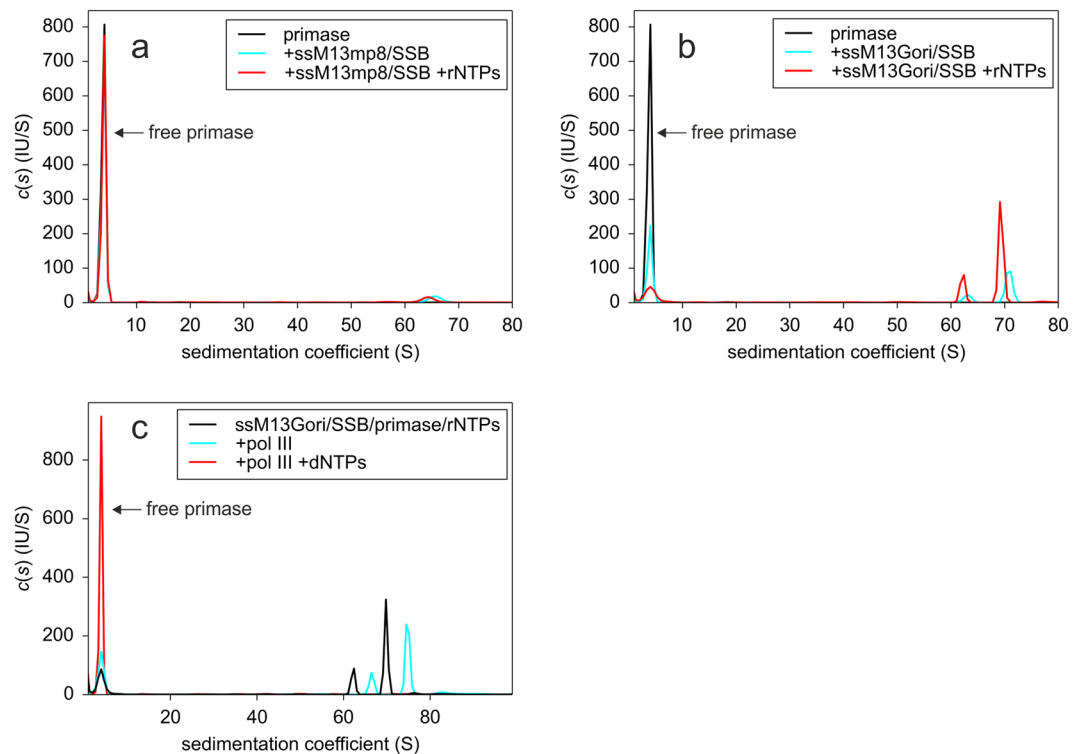 a
primase
+ssM13mp8/SSB
+ssM13mp8/SSB +rNTPs
free primase
c(s) (IU/S)
800
700
600
500
400
300
200
100
0
10 20 30 40 50 60 70 80
sedimentation coefficient (S)
b
primase
+ssM13Gori/SSB
+ssM13Gori/SSB +rNTPs
free primase
c(s) (IU/S)
800
700
600
500
400
300
200
100
0
10 20 30 40 50 60 70 80
sedimentation coefficient (S)
c
ssM13Gori/SSB/primase/rNTPs
+pol III
+pol III +dNTPs
free primase
c(s) (IU/S)
800
600
400
200
0
20 40 60 80
sedimentation coefficient (S)